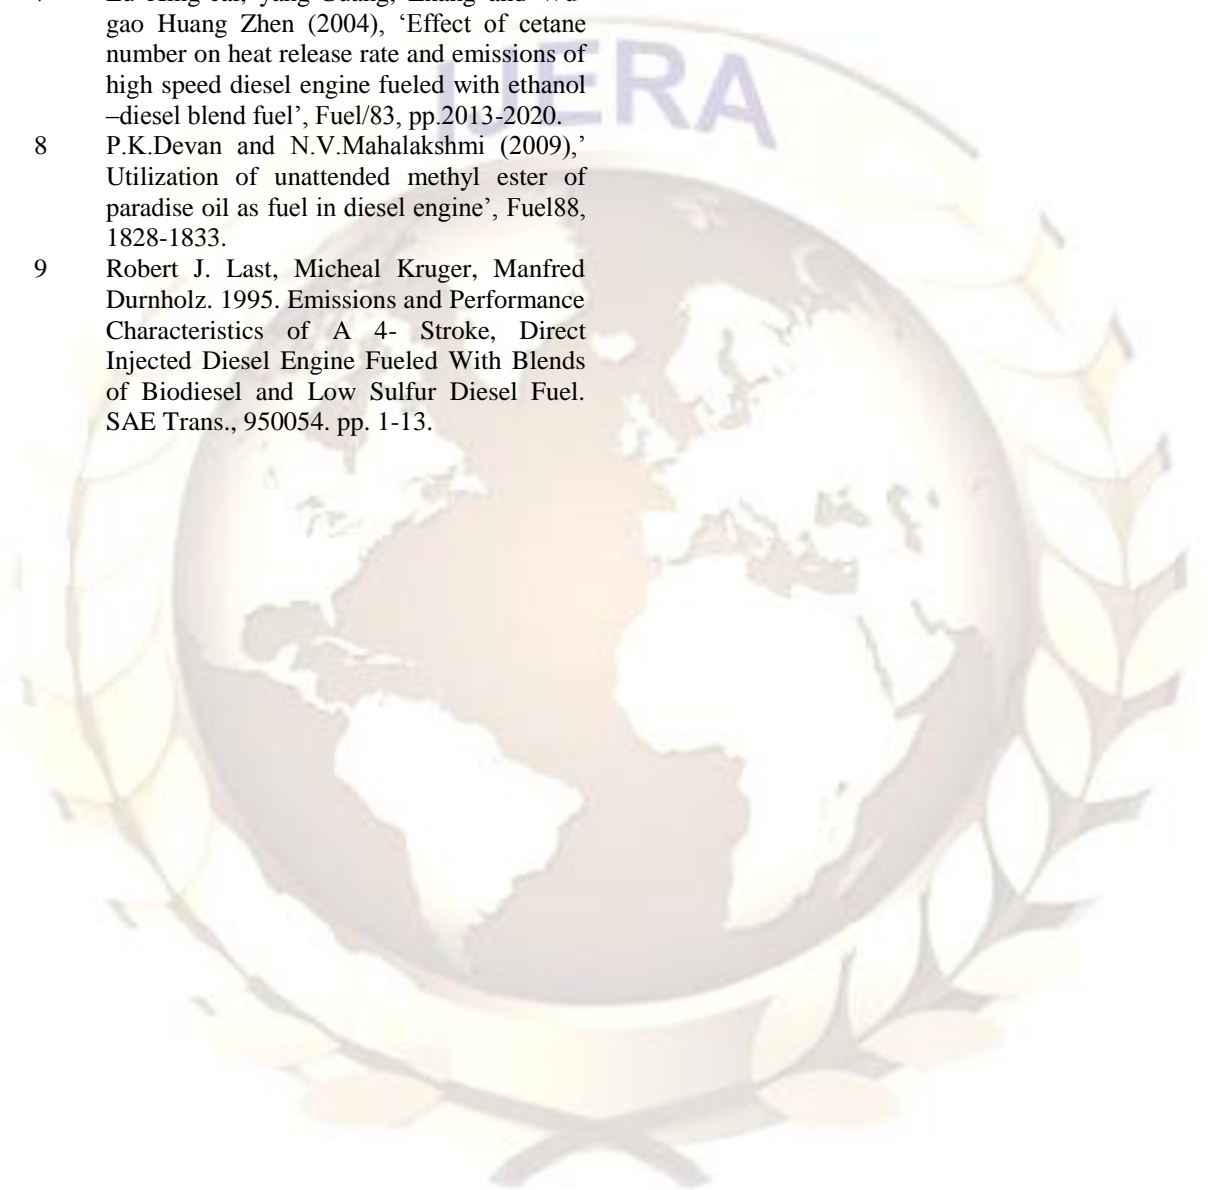 gao Huang Zhen (2004), ‘Effect of cetane
number on heat release rate and emissions of
high speed diesel engine fueled with ethanol
–diesel blend fuel’, Fuel/83, pp.2013-2020.
8 P.K.Devan and N.V.Mahalakshmi (2009),’
Utilization of unattended methyl ester of
paradise oil as fuel in diesel engine’, Fuel88,
1828-1833.
9 Robert J. Last, Micheal Kruger, Manfred
Durnholz. 1995. Emissions and Performance
Characteristics of A 4- Stroke, Direct
Injected Diesel Engine Fueled With Blends
of Biodiesel and Low Sulfur Diesel Fuel.
SAE Trans., 950054. pp. 1-13.
IJERA